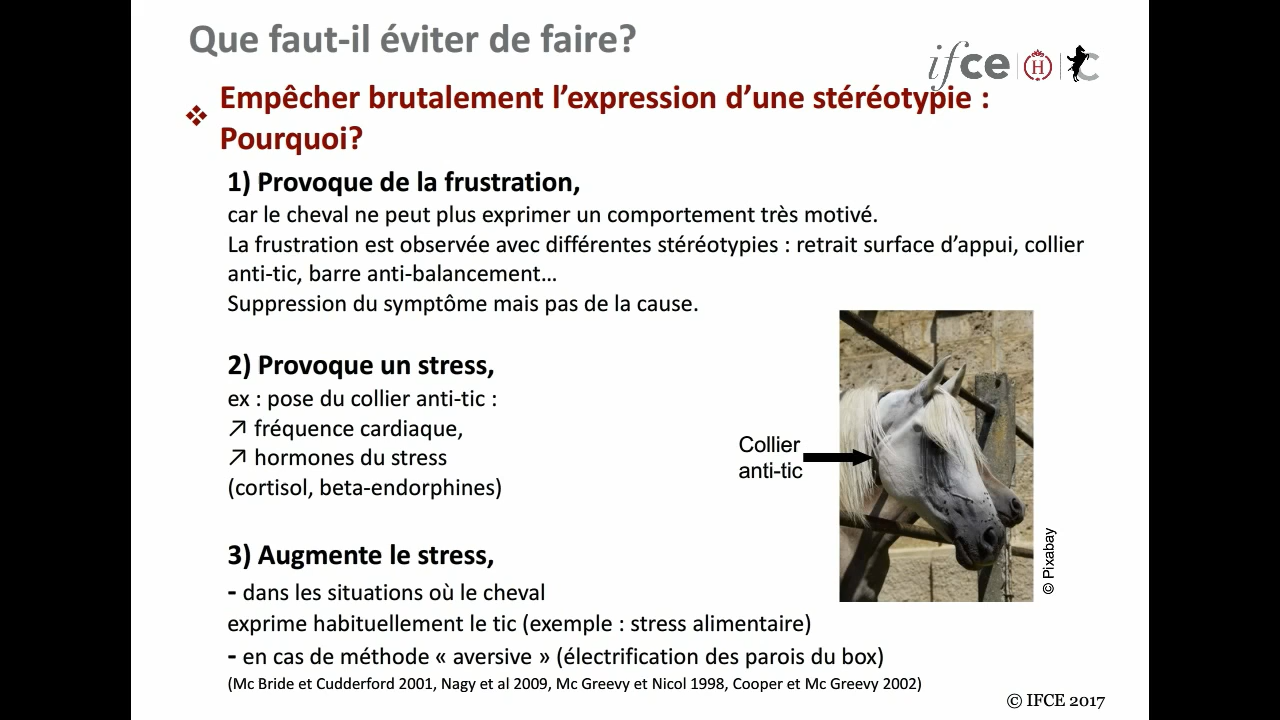 Que faut-il éviter de faire?
ifce
H
❖ Empêcher brutalement l’expression d’une stéréotypie :
Pourquoi?
1) Provoque de la frustration,
car le cheval ne peut plus exprimer un comportement très motivé.
La frustration est observée avec différentes stéréotypies : retrait surface d’appui, collier
anti-tic, barre anti-balancement…
Suppression du symptôme mais pas de la cause.
2) Provoque un stress,
ex : pose du collier anti-tic :
↗ fréquence cardiaque,
↗ hormones du stress
(cortisol, beta-endorphines)
Collier
anti-tic
© Pixabay
3) Augmente le stress,
- dans les situations où le cheval
exprime habituellement le tic (exemple : stress alimentaire)
- en cas de méthode « aversive » (électrification des parois du box)
(Mc Bride et Cudderford 2001, Nagy et al 2009, Mc Greevy et Nicol 1998, Cooper et Mc Greevy 2002)
© IFCE 2017